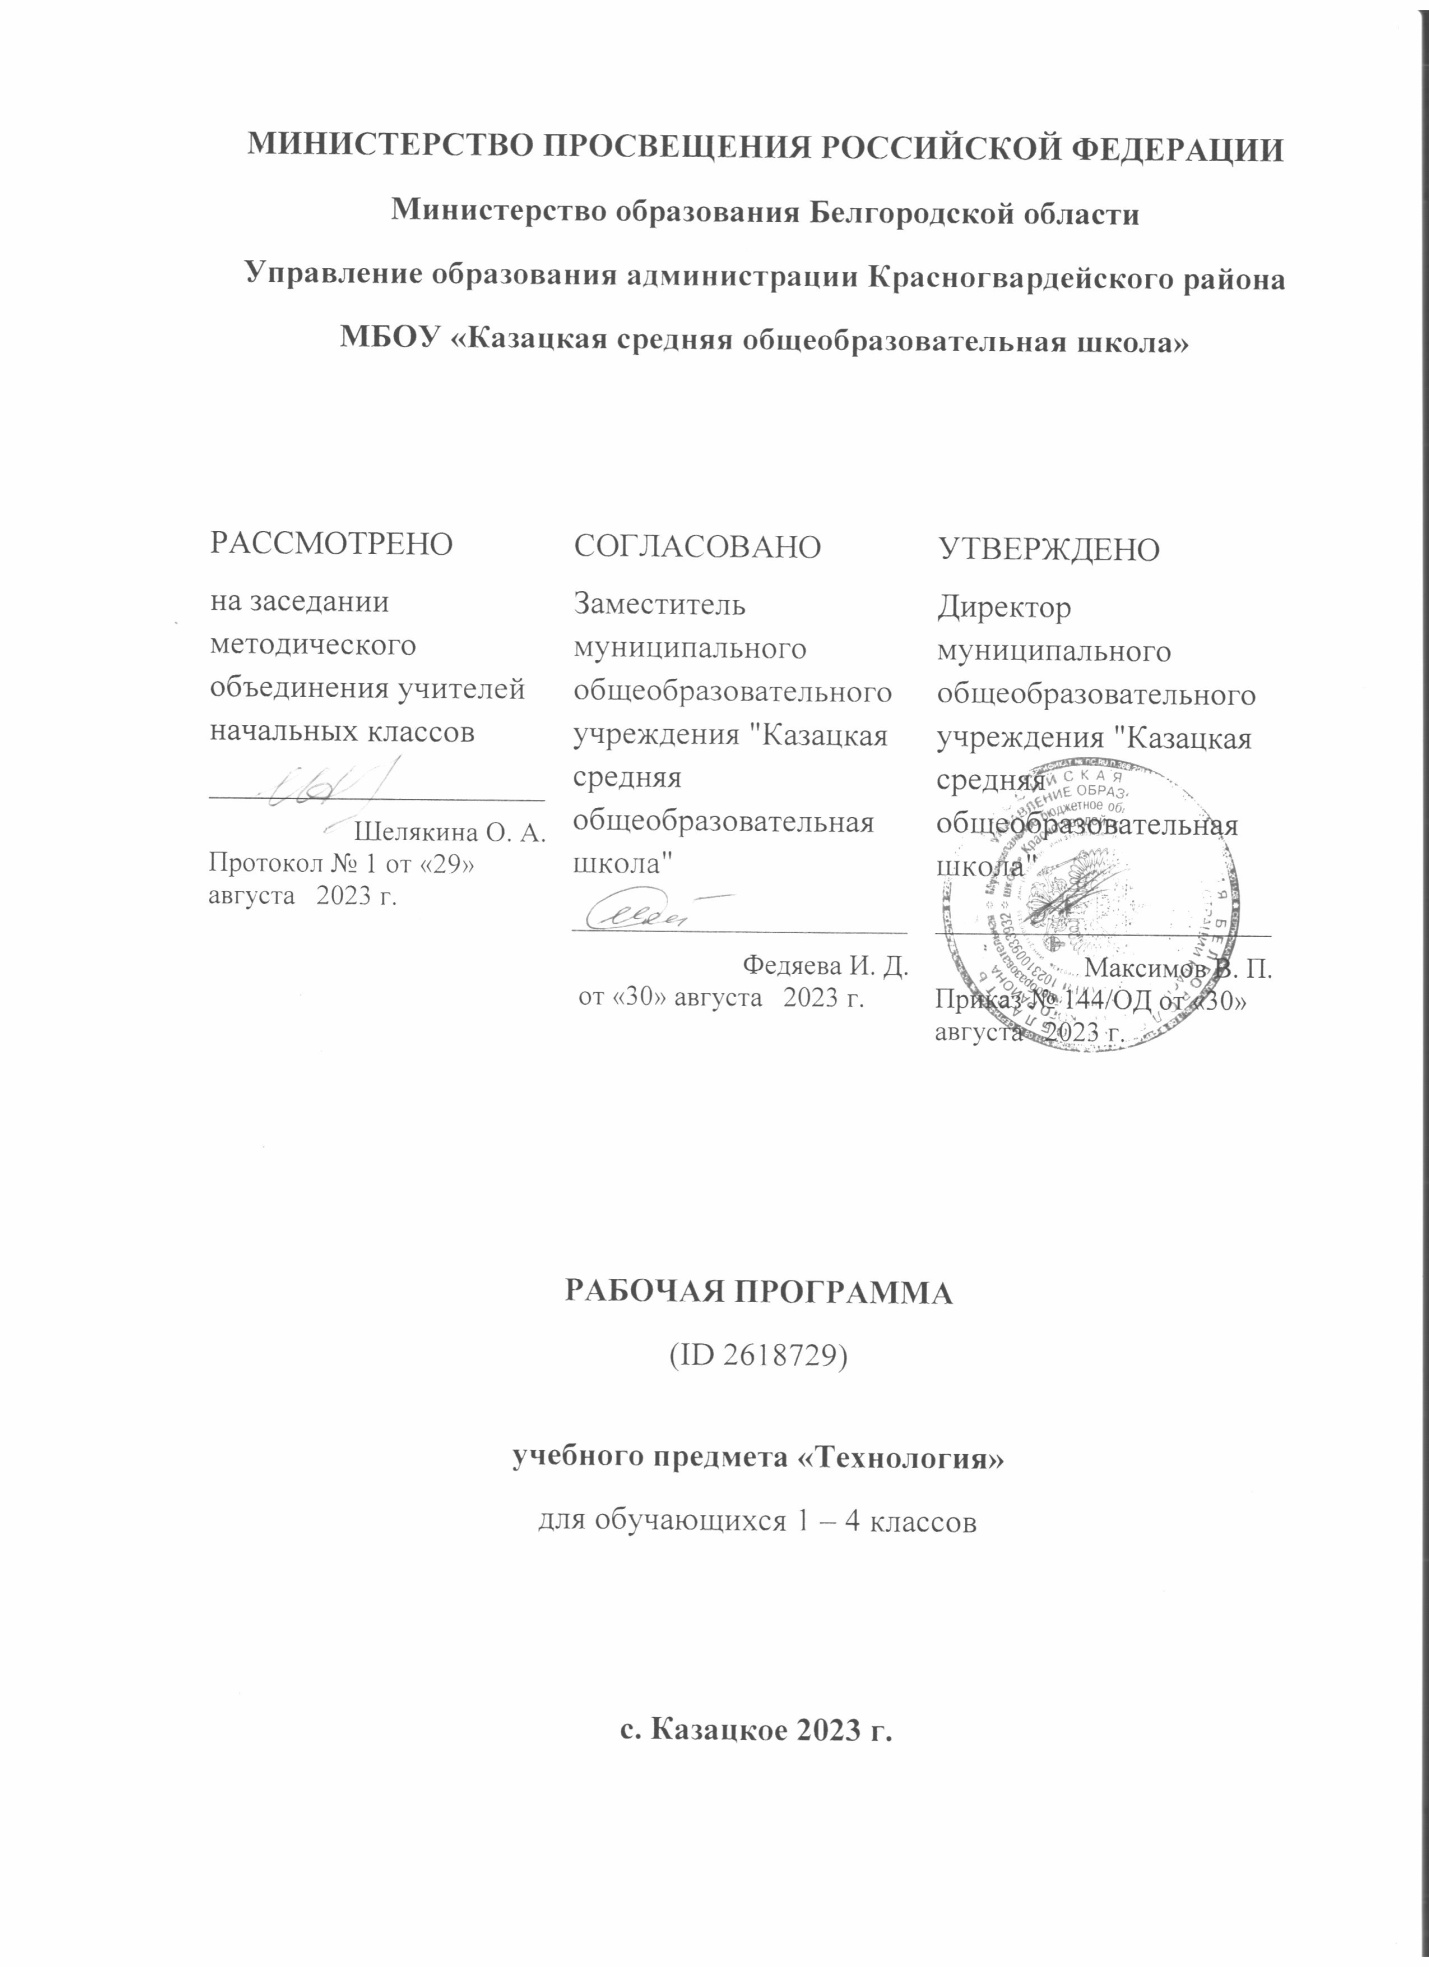 МИНИСТЕРСТВО ПРОСВЕЩЕНИЯ РОССИЙСКОЙ ФЕДЕРАЦИИ
Министерство образования Белгородской области
Управление образования администрации Красногвардейского района
МБОУ «Казацкая средняя общеобразовательная школа»
РАССМОТРЕНО
на заседании
методического
объединения учителей
начальных классов
Шелякина О. А.
Протокол № 1 от «29»
августа 2023 г.
СОГЛАСОВАНО
Заместитель
муниципального
общеобразовательного
учреждения "Казацкая
средняя
общеобразовательная
школа"
Федяева И. Д.
от «30» августа 2023 г.
УТВЕРЖДЕНО
Директор
муниципального
общеобразовательного
учреждения "Казацкая
средняя
общеобразовательная
школа"
Максимов В. П.
Приказ № 144/ОД от «30»
августа 2023 г.
РАБОЧАЯ ПРОГРАММА
(ID 2618729)
учебного предмета «Технология»
для обучающихся 1 – 4 классов
с. Казацкое 2023 г.